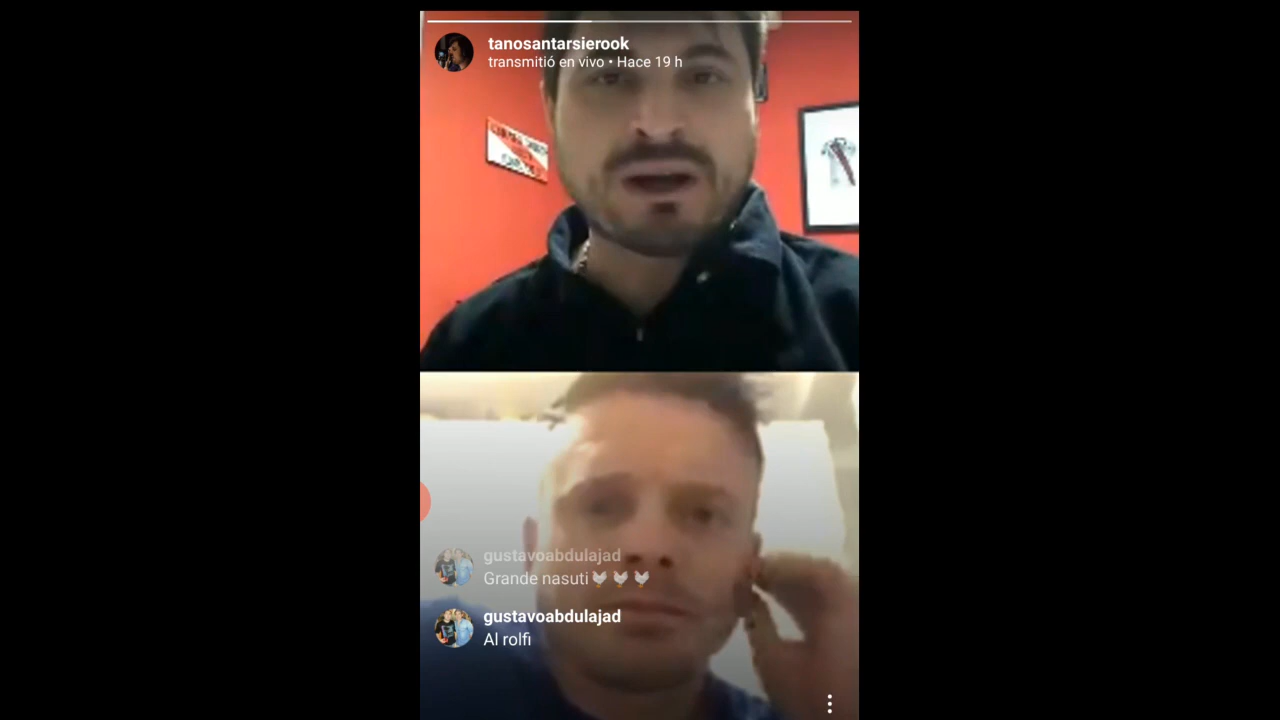 tanosantarsierook
transmitió en vivo • Hace 19 h
gustavoabdulajad
Grande nasuti🐔🐔🐔
gustavoabdulajad
Al rolfi